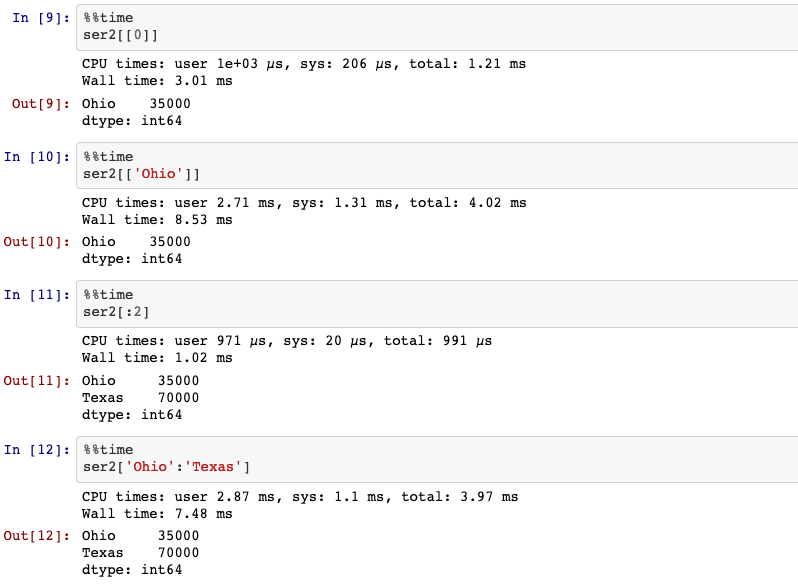 In [9]: %%time
ser2[[0]]
CPU times: user 1e+03 µs, sys: 206 µs, total: 1.21 ms
Wall time: 3.01 ms
Out[9]: Ohio    35000
dtype: int64
In [10]: %%time
ser2[['Ohio']]
CPU times: user 2.71 ms, sys: 1.31 ms, total: 4.02 ms
Wall time: 8.53 ms
Out[10]: Ohio    35000
dtype: int64
In [11]: %%time
ser2[:2]
CPU times: user 971 µs, sys: 20 µs, total: 991 µs
Wall time: 1.02 ms
Out[11]: Ohio     35000
Texas    70000
dtype: int64
In [12]: %%time
ser2['Ohio':'Texas']
CPU times: user 2.87 ms, sys: 1.1 ms, total: 3.97 ms
Wall time: 7.48 ms
Out[12]: Ohio     35000
Texas    70000
dtype: int64